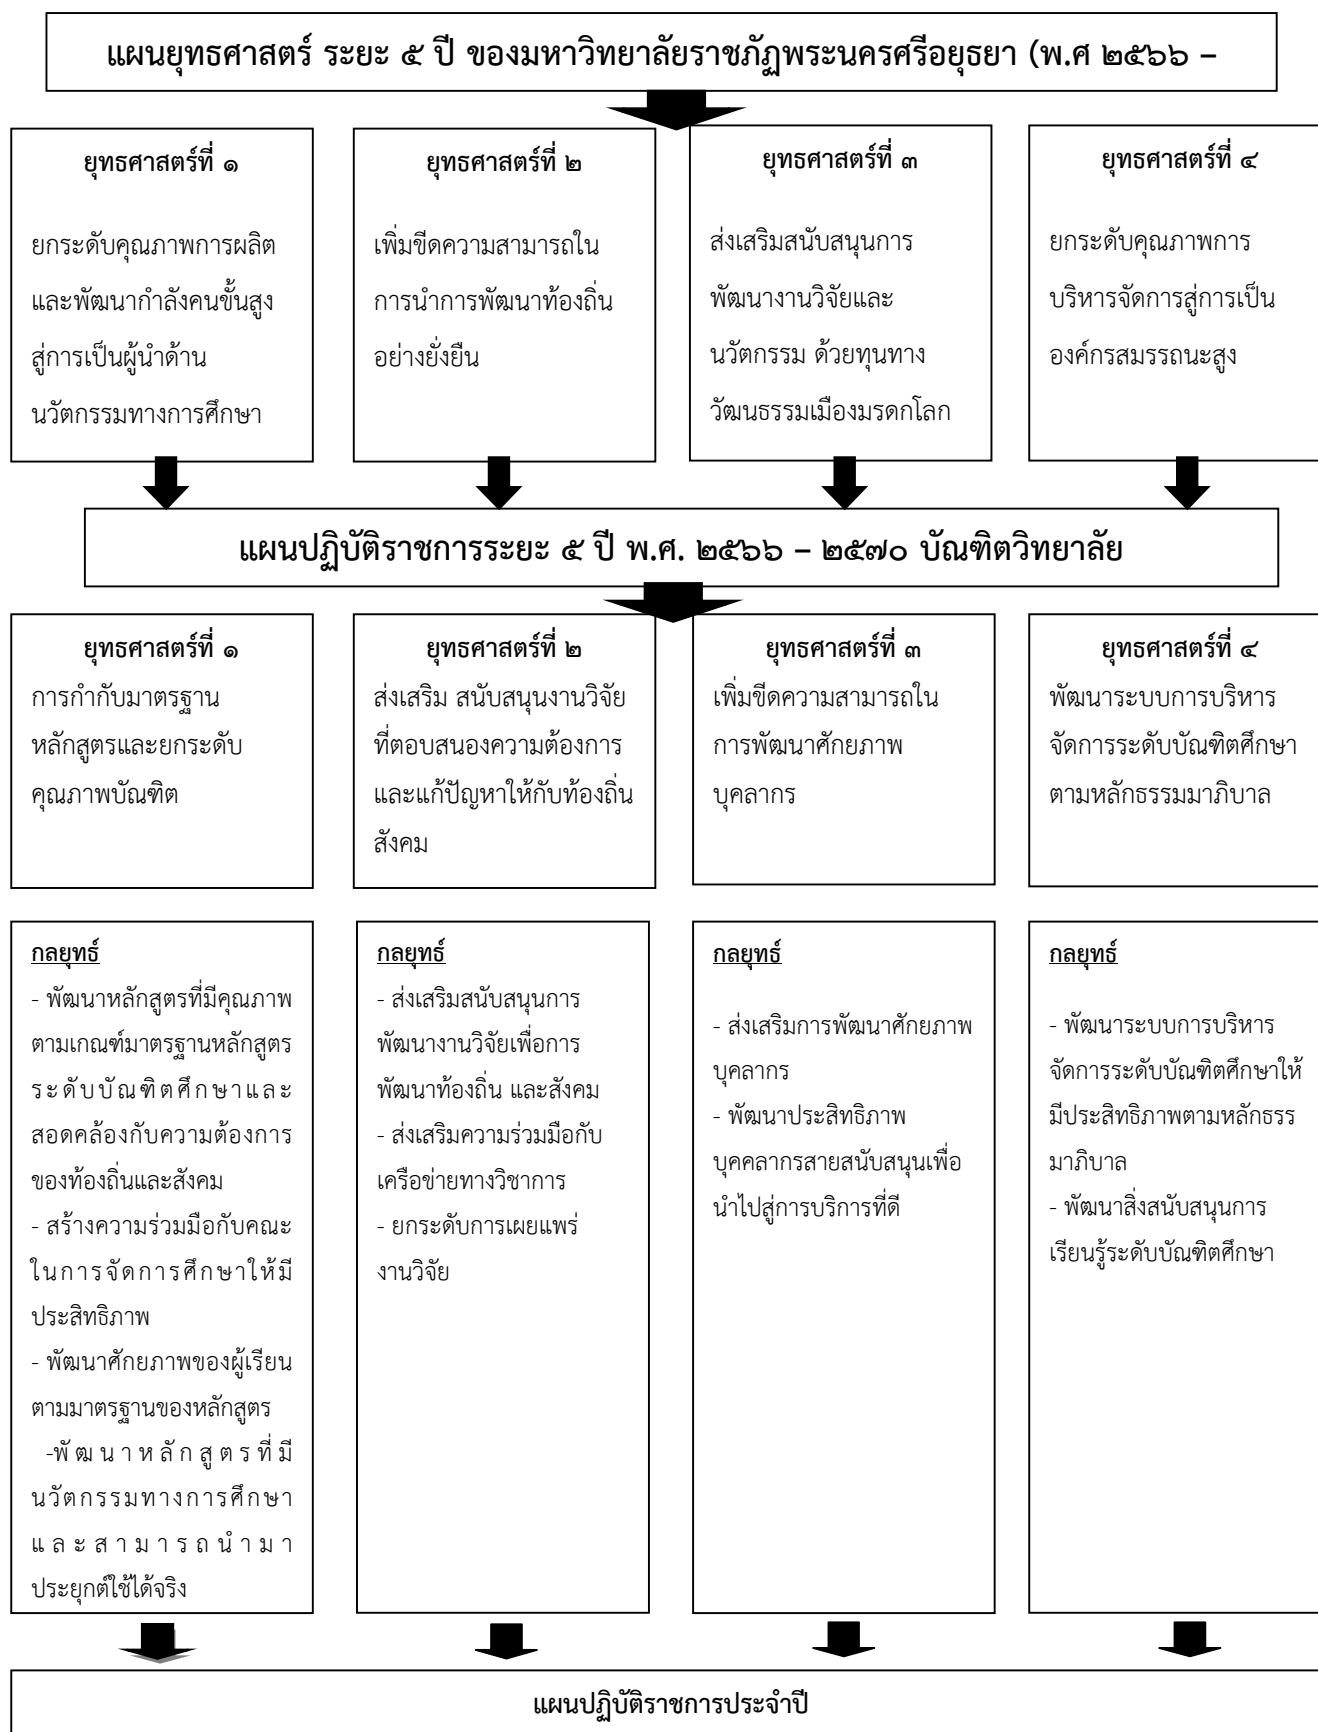 แผนยุทธศาสตร์ ระยะ ๕ ปี ของมหาวิทยาลัยราชภัฏพระนครศรีอยุธยา (พ.ศ ๒๕๖๖ –
ยุทธศาสตร์ที่ ๑
ยกระดับคุณภาพการผลิต
และพัฒนากำลังคนขั้นสูง
สู่การเป็นผู้นำด้าน
นวัตกรรมทางการศึกษา
ยุทธศาสตร์ที่ ๒
เพิ่มขีดความสามารถใน
การนำการพัฒนาท้องถิ่น
อย่างยั่งยืน
ยุทธศาสตร์ที่ ๓
ส่งเสริมสนับสนุนการ
พัฒนางานวิจัยและ
นวัตกรรม ด้วยทุนทาง
วัฒนธรรมเมืองมรดกโลก
ยุทธศาสตร์ที่ ๔
ยกระดับคุณภาพการ
บริหารจัดการสู่การเป็น
องค์กรสมรรถนะสูง
แผนปฏิบัติราชการระยะ ๕ ปี พ.ศ. ๒๕๖๖ – ๒๕๗๐ บัณฑิตวิทยาลัย
ยุทธศาสตร์ที่ ๑
การกำกับมาตรฐาน
หลักสูตรและยกระดับ
คุณภาพบัณฑิต
ยุทธศาสตร์ที่ ๒
ส่งเสริม สนับสนุนงานวิจัย
ที่ตอบสนองความต้องการ
และแก้ปัญหาให้กับท้องถิ่น
สังคม
ยุทธศาสตร์ที่ ๓
เพิ่มขีดความสามารถใน
การพัฒนาศักยภาพ
บุคลากร
ยุทธศาสตร์ที่ ๔
พัฒนาระบบการบริหาร
จัดการระดับบัณฑิตศึกษา
ตามหลักธรรมมาภิบาล
กลยุทธ์
- พัฒนาหลักสูตรที่มีคุณภาพ
ตามเกณฑ์มาตรฐานหลักสูตร
ระดับบัณฑิตศึกษาและ
สอดคล้องกับความต้องการ
ของท้องถิ่นและสังคม
- สร้างความร่วมมือกับคณะ
ในการจัดการศึกษาให้มี
ประสิทธิภาพ
- พัฒนาศักยภาพของผู้เรียน
ตามมาตรฐานของหลักสูตร
-พัฒนาหลักสูตรที่มี
นวัตกรรมทางการศึกษา
และสามารถนำมา
ประยุกต์ใช้ได้จริง
กลยุทธ์
- ส่งเสริมสนับสนุนการ
พัฒนางานวิจัยเพื่อการ
พัฒนาท้องถิ่น และสังคม
- ส่งเสริมความร่วมมือกับ
เครือข่ายทางวิชาการ
- ยกระดับการเผยแพร่
งานวิจัย
กลยุทธ์
- ส่งเสริมการพัฒนาศักยภาพ
บุคลากร
- พัฒนาประสิทธิภาพ
บุคคลากรสายสนับสนุนเพื่อ
นำไปสู่การบริการที่ดี
กลยุทธ์
- พัฒนาระบบการบริหาร
จัดการระดับบัณฑิตศึกษาให้
มีประสิทธิภาพตามหลักธรร
มาภิบาล
- พัฒนาสิ่งสนับสนุนการ
เรียนรู้ระดับบัณฑิตศึกษา
แผนปฏิบัติราชการประจำปี